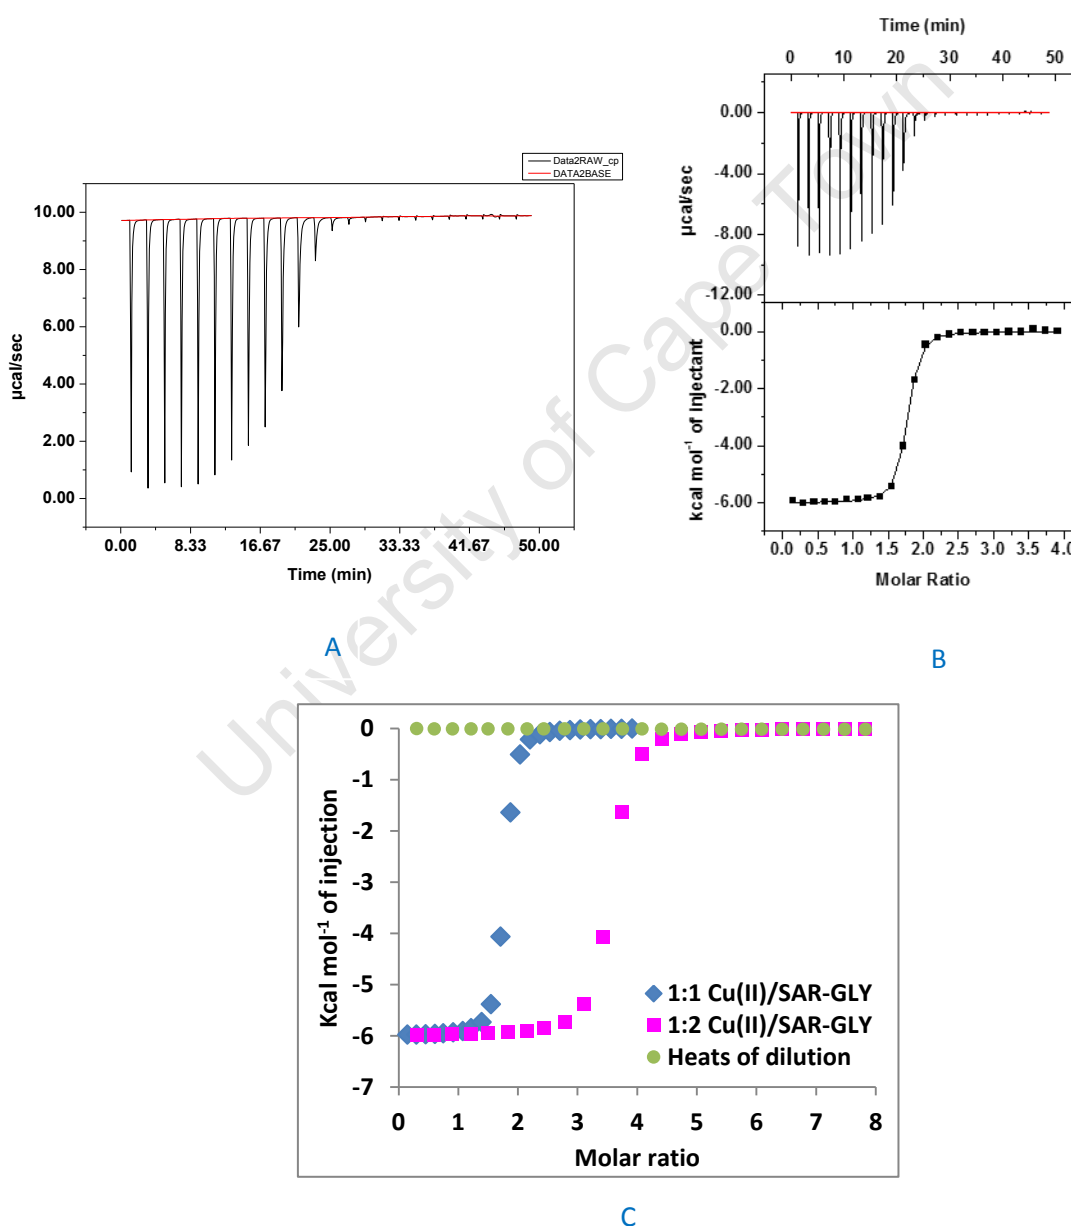 Data2RAW_cp
DATA2BASE
10.00
8.00
6.00
4.00
2.00
0.00
µcal/sec
0.00 8.33 16.67 25.00 33.33 41.67 50.00
Time (min)
A
Time (min)
0 10 20 30 40 50
0.00
-4.00
-8.00
-12.00
µcal/sec
0.00
-2.00
-4.00
-6.00
kcal mol⁻¹ of injectant
0.0 0.5 1.0 1.5 2.0 2.5 3.0 3.5 4.0
Molar Ratio
B
University of Cape Town
0
-1
-2
-3
-4
-5
-6
-7
Kcal mol⁻¹ of injection
1:1 Cu(II)/SAR-GLY
1:2 Cu(II)/SAR-GLY
Heats of dilution
0 1 2 3 4 5 6 7 8
Molar ratio
C